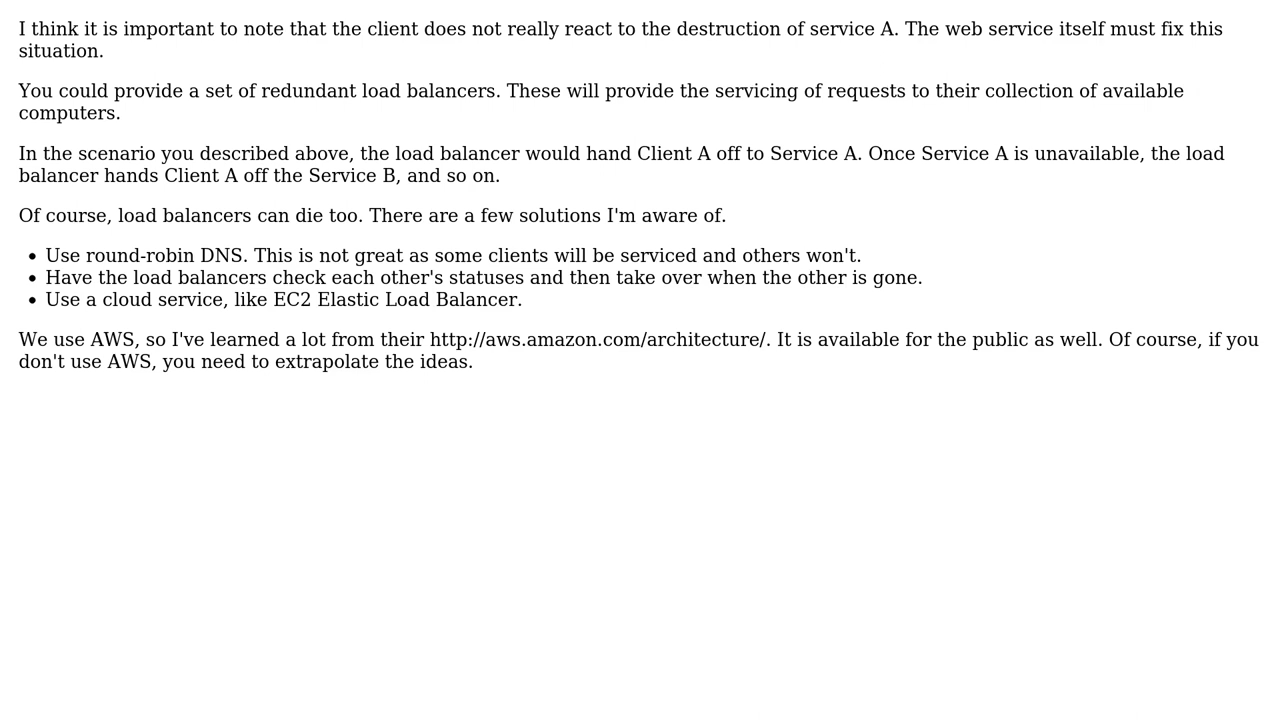 I think it is important to note that the client does not really react to the destruction of service A. The web service itself must fix this
situation.
You could provide a set of redundant load balancers. These will provide the servicing of requests to their collection of available
computers.
In the scenario you described above, the load balancer would hand Client A off to Service A. Once Service A is unavailable, the load
balancer hands Client A off the Service B, and so on.
Of course, load balancers can die too. There are a few solutions I'm aware of.
• Use round-robin DNS. This is not great as some clients will be serviced and others won't.
• Have the load balancers check each other's statuses and then take over when the other is gone.
• Use a cloud service, like EC2 Elastic Load Balancer.
We use AWS, so I've learned a lot from their http://aws.amazon.com/architecture/. It is available for the public as well. Of course, if you
don't use AWS, you need to extrapolate the ideas.